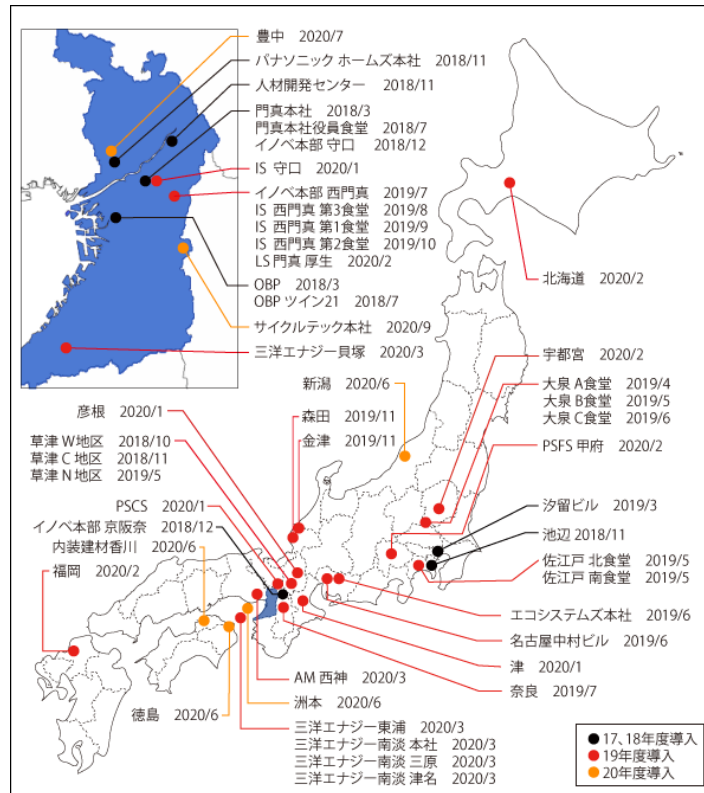 豊中 2020/7
パナソニック ホームズ本社 2018/11
人材開発センター 2018/11
門真本社 2018/3
門真本社役員食堂 2018/7
イノベ本部 守口 2018/12
IS 守口 2020/1
イノベ本部 西門真 2019/7
IS 西門真 第3食堂 2019/8
IS 西門真 第1食堂 2019/9
IS 西門真 第2食堂 2019/10
LS 門真 厚生 2020/2
OBP 2018/3
OBP ツイン21 2018/7
サイクルテック本社 2020/9
三洋エナジー貝塚 2020/3
北海道 2020/2
新潟 2020/6
宇都宮 2020/2
大泉 A食堂 2019/4
大泉 B食堂 2019/5
大泉 C食堂 2019/6
PSFS 甲府 2020/2
彦根 2020/1
森田 2019/11
金津 2019/11
草津 W 地区 2018/10
草津 C 地区 2018/11
草津 N 地区 2019/5
PSCS 2020/1
イノベ本部 京阪奈 2018/12
内装建材香川 2020/6
福岡 2020/2
汐留ビル 2019/3
池辺 2018/11
佐江戸 北食堂 2019/5
佐江戸 南食堂 2019/5
エコシステムズ本社 2019/6
名古屋中村ビル 2019/6
津 2020/1
奈良 2019/7
AM 西神 2020/3
洲本 2020/6
徳島 2020/6
三洋エナジー東浦 2020/3
三洋エナジー南淡 本社 2020/3
三洋エナジー南淡 三原 2020/3
三洋エナジー南淡 津名 2020/3
17、18年度導入
19年度導入
20年度導入